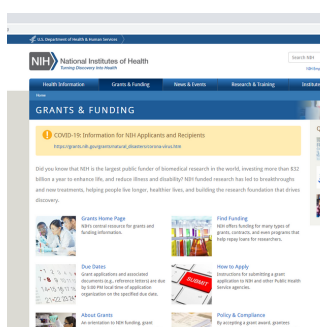 U.S. Department of Health & Human Services
NIH National Institutes of Health
Turning Discovery Into Health
Search NIH
Health Information Grants & Funding News & Events Research & Training Institute
Home
GRANTS & FUNDING
COVID-19: Information for NIH Applicants and Recipients
https://grants.nih.gov/grants/natural_disasters/corona-virus.htm
Did you know that NIH is the largest public funder of biomedical research in the world, investing more than $32
billion a year to enhance life, and reduce illness and disability? NIH funded research has led to breakthroughs
and new treatments, helping people live longer, healthier lives, and building the research foundation that drives
discovery.
Grants Home Page
NIH's central resource for grants and
funding information.
Find Funding
NIH offers funding for many types of
grants, contracts, and even programs that
help repay loans for researchers.
Due Dates
Grant applications and associated
documents (e.g., reference letters) are due
by 5:00 PM local time of application
organization on the specified due date.
SUBMIT
How to Apply
Instructions for submitting a grant
application to NIH and other Public Health
Service agencies.
About Grants
An orientation to NIH funding, grant
Policy & Compliance
By accepting a grant award, grantees